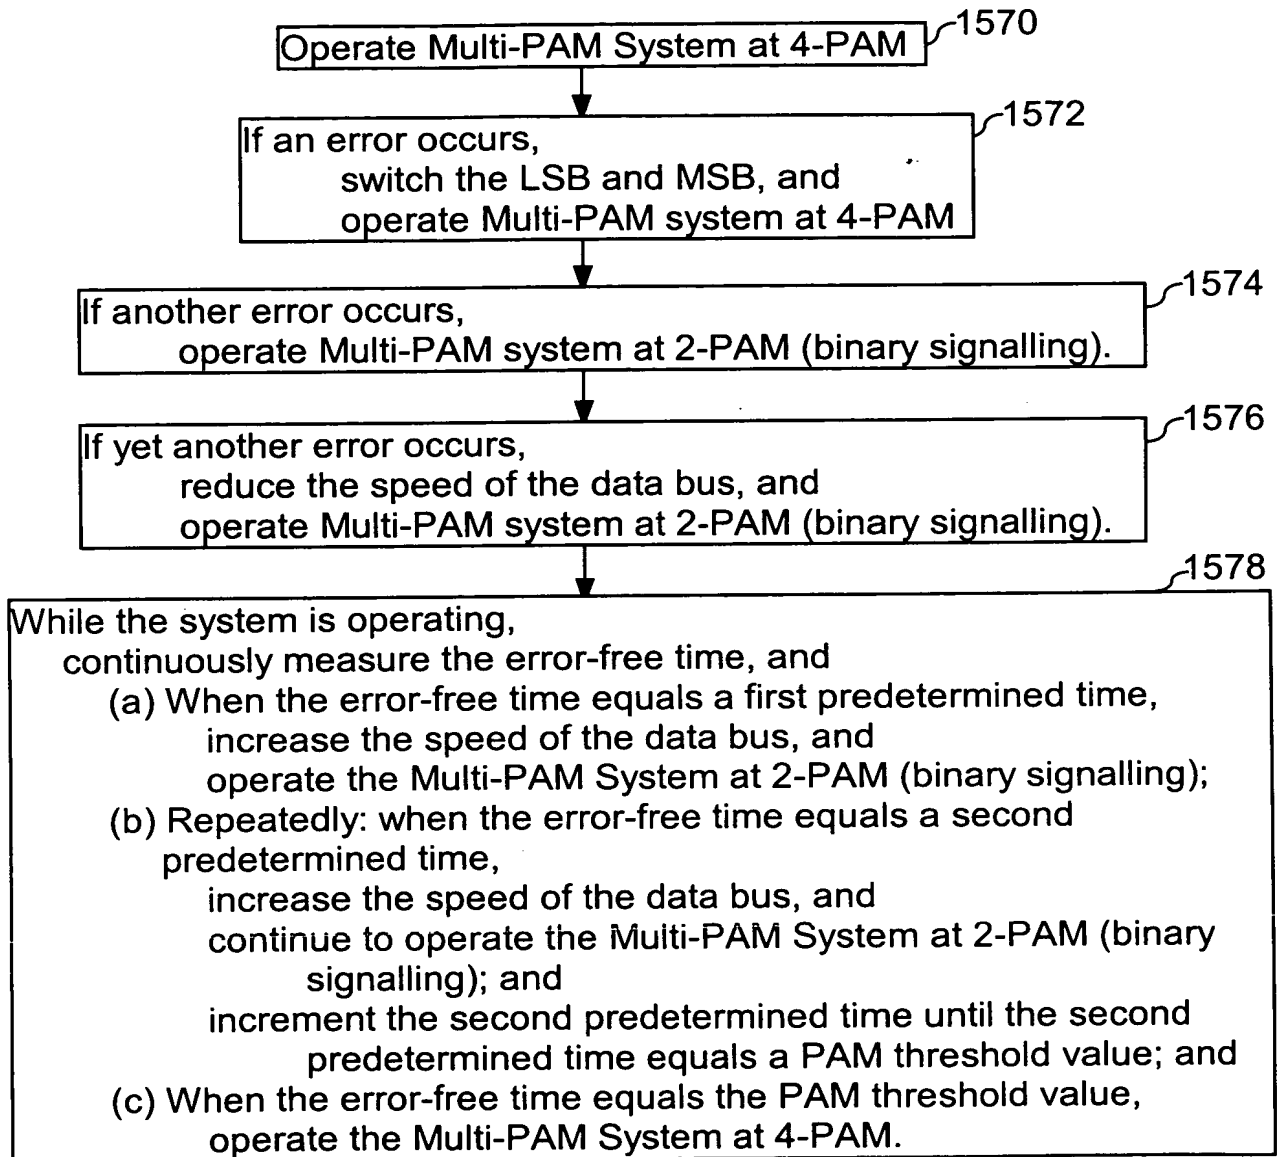 Operate Multi-PAM System at 4-PAM
1570
If an error occurs,
switch the LSB and MSB, and
operate Multi-PAM system at 4-PAM
1572
If another error occurs,
operate Multi-PAM system at 2-PAM (binary signalling).
1574
If yet another error occurs,
reduce the speed of the data bus, and
operate Multi-PAM system at 2-PAM (binary signalling).
1576
1578
While the system is operating,
continuously measure the error-free time, and
(a) When the error-free time equals a first predetermined time,
increase the speed of the data bus, and
operate the Multi-PAM System at 2-PAM (binary signalling);
(b) Repeatedly: when the error-free time equals a second
predetermined time,
increase the speed of the data bus, and
continue to operate the Multi-PAM System at 2-PAM (binary
signalling); and
increment the second predetermined time until the second
predetermined time equals a PAM threshold value; and
(c) When the error-free time equals the PAM threshold value,
operate the Multi-PAM System at 4-PAM.